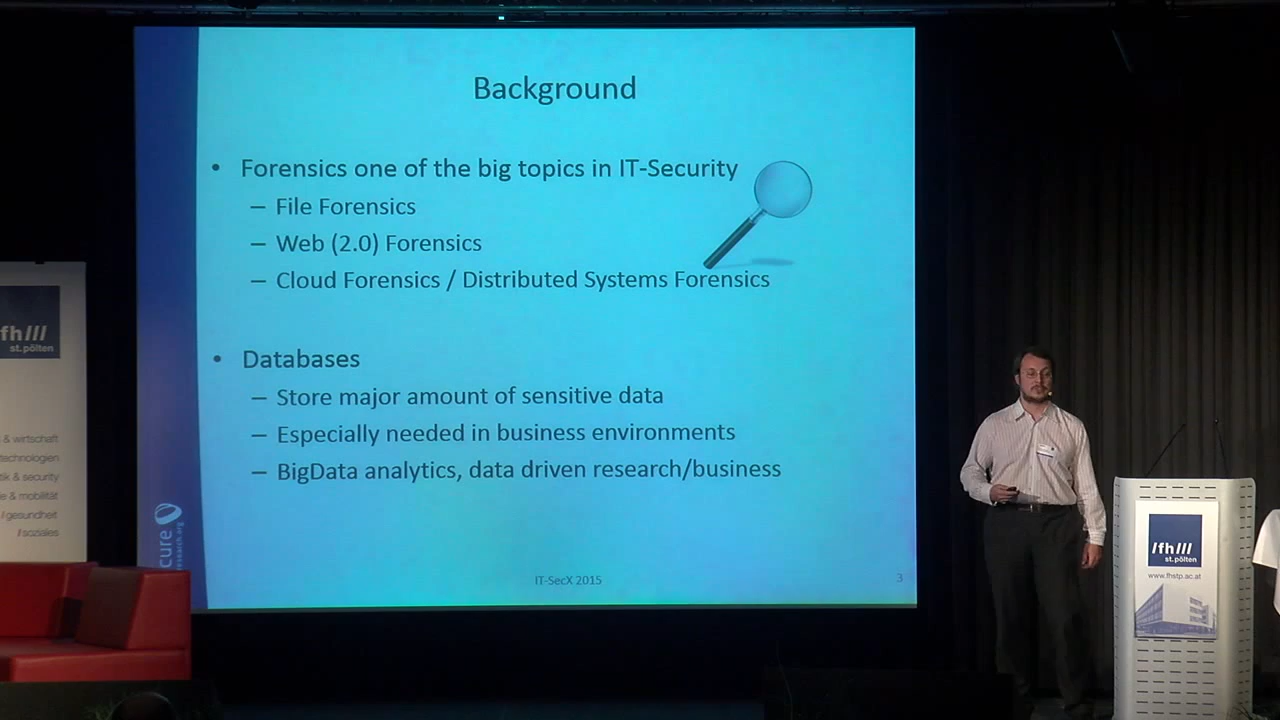 Background
• Forensics one of the big topics in IT-Security
– File Forensics
– Web (2.0) Forensics
– Cloud Forensics / Distributed Systems Forensics
• Databases
– Store major amount of sensitive data
– Especially needed in business environments
– BigData analytics, data driven research/business
IT-SecX 2015
3
cure
fh///
st.pölten
& wirtschaft
& security
& mobilität
/gesundheit
/soziales
/fh///
st.pölten
www.fhstp.ac.at